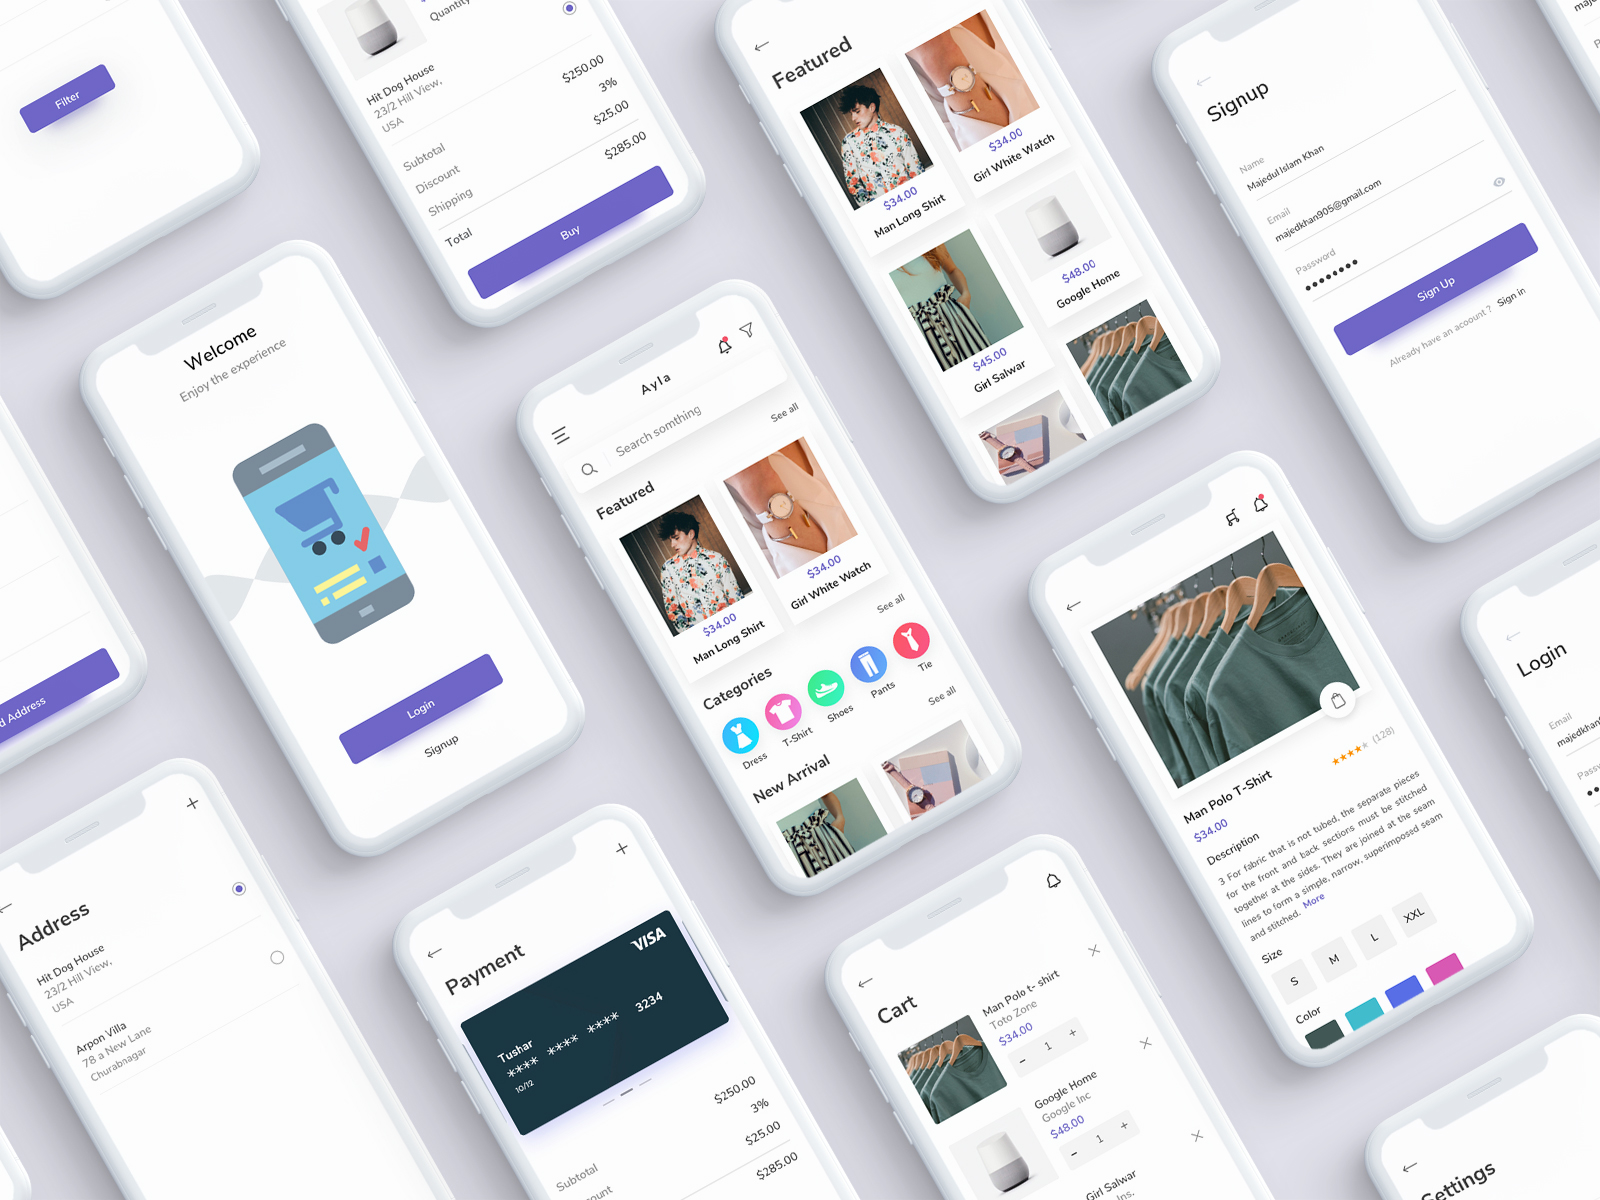 Filter
Quantity
Hit Dog House
23/2 Hill View,
USA
Subtotal
$250.00
Discount
3%
Shipping
$25.00
Total
$285.00
Buy
Featured
$34.00
Man Long Shirt
$34.00
Girl White Watch
$45.00
Girl Salwar
$48.00
Google Home
Signup
Name
Majedul Islam Khan
Email
majedkhan905@gmail.com
Password
Sign Up
Already have an acoount ? Sign in
Welcome
Enjoy the experience
Login
Signup
Ayla
Search somthing
Featured
See all
$34.00
Man Long Shirt
$34.00
Girl White Watch
Categories
See all
Dress
T-Shirt
Shoes
Pants
Tie
New Arrival
See all
Man Polo T-Shirt
(128)
$34.00
Description
3 For fabric that is not tubed, the separate pieces
for the front and back sections must be stitched
together at the sides. They are joined at the seam
lines to form a simple, narrow, superimposed seam
and stitched. More
Size
S
M
L
XXL
Color
Login
Email
d Address
Address
Hit Dog House
23/2 Hill View,
USA
Arpon Villa
78 a New Lane
Churabnagar
Payment
VISA
Tushar
**** **** **** 3234
10/12
Subtotal
$250.00
3%
$25.00
$285.00
Cart
Man Polo t- shirt
Toto Zone
$34.00
- 1 +
Google Home
Google Inc
$48.00
- 1 +
Girl Salwar
Ins.
Settings